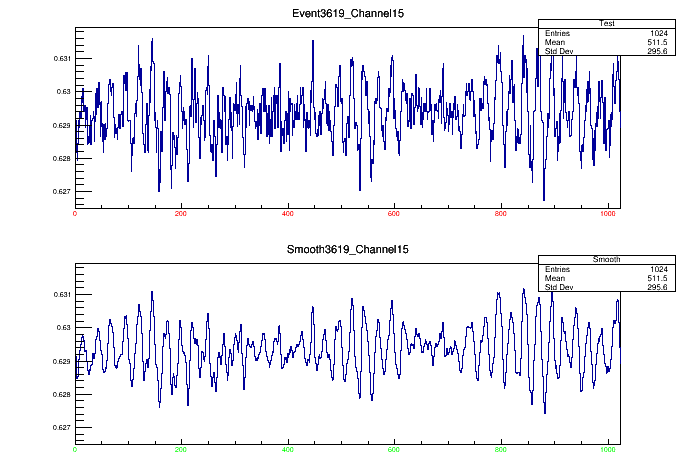 Event3619_Channel15
Test
Entries 1024
Mean 511.5
Std Dev 295.6
0.631
0.63
0.629
0.628
0.627
0 200 400 600 800 1000
Smooth3619_Channel15
Smooth
Entries 1024
Mean 511.5
Std Dev 295.6
0.631
0.63
0.629
0.628
0.627
0 200 400 600 800 1000